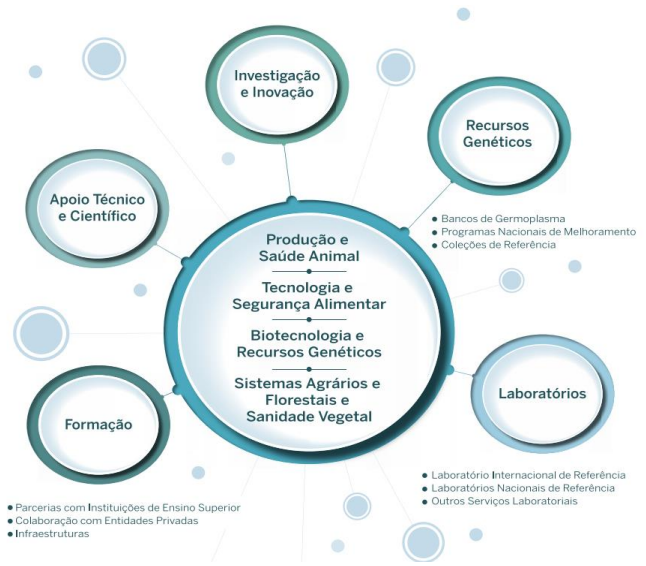 Investigação
e Inovação
Recursos
Genéticos
• Bancos de Germoplasma
• Programas Nacionais de Melhoramento
• Coleções de Referência
Apoio Técnico
e Científico
Produção e
Saúde Animal
Tecnologia e
Segurança Alimentar
Biotecnologia e
Recursos Genéticos
Sistemas Agrários e
Florestais e
Sanidade Vegetal
Laboratórios
• Laboratório Internacional de Referência
• Laboratórios Nacionais de Referência
• Outros Serviços Laboratoriais
Formação
• Parcerias com Instituições de Ensino Superior
• Colaboração com Entidades Privadas
• Infraestruturas